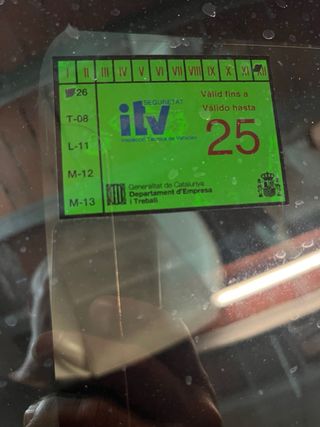 I II III IV V VI VII VIII IX X XI XII
26
T-08
L-11
M-12
M-13
SEGURETAT
itv
Inspecció Tècnica de Vehicles
Vàlid fins a
Válido hasta
25
Generalitat de Catalunya
Departament d'Empresa
i Treball